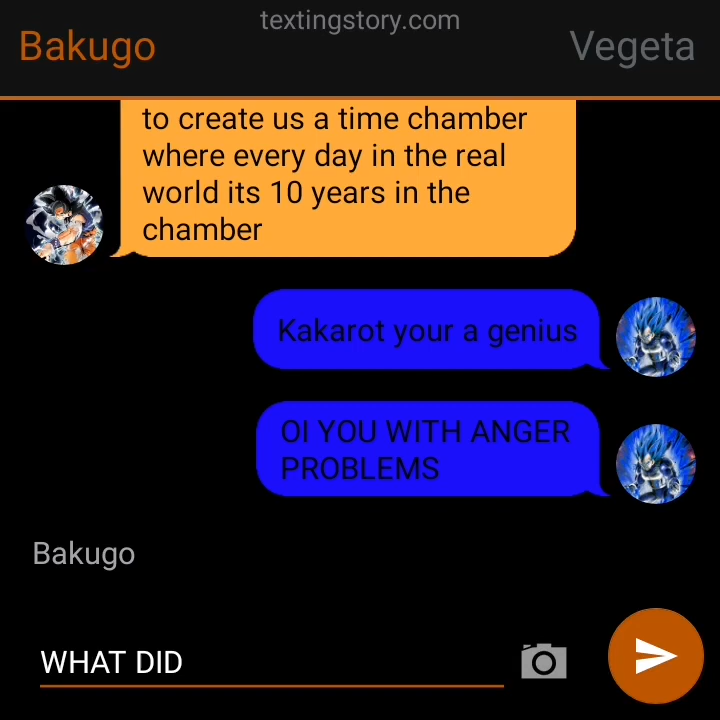 textingstory.com
Bakugo
Vegeta
to create us a time chamber
where every day in the real
world its 10 years in the
chamber
Kakarot your a genius
OI YOU WITH ANGER
PROBLEMS
Bakugo
WHAT DID